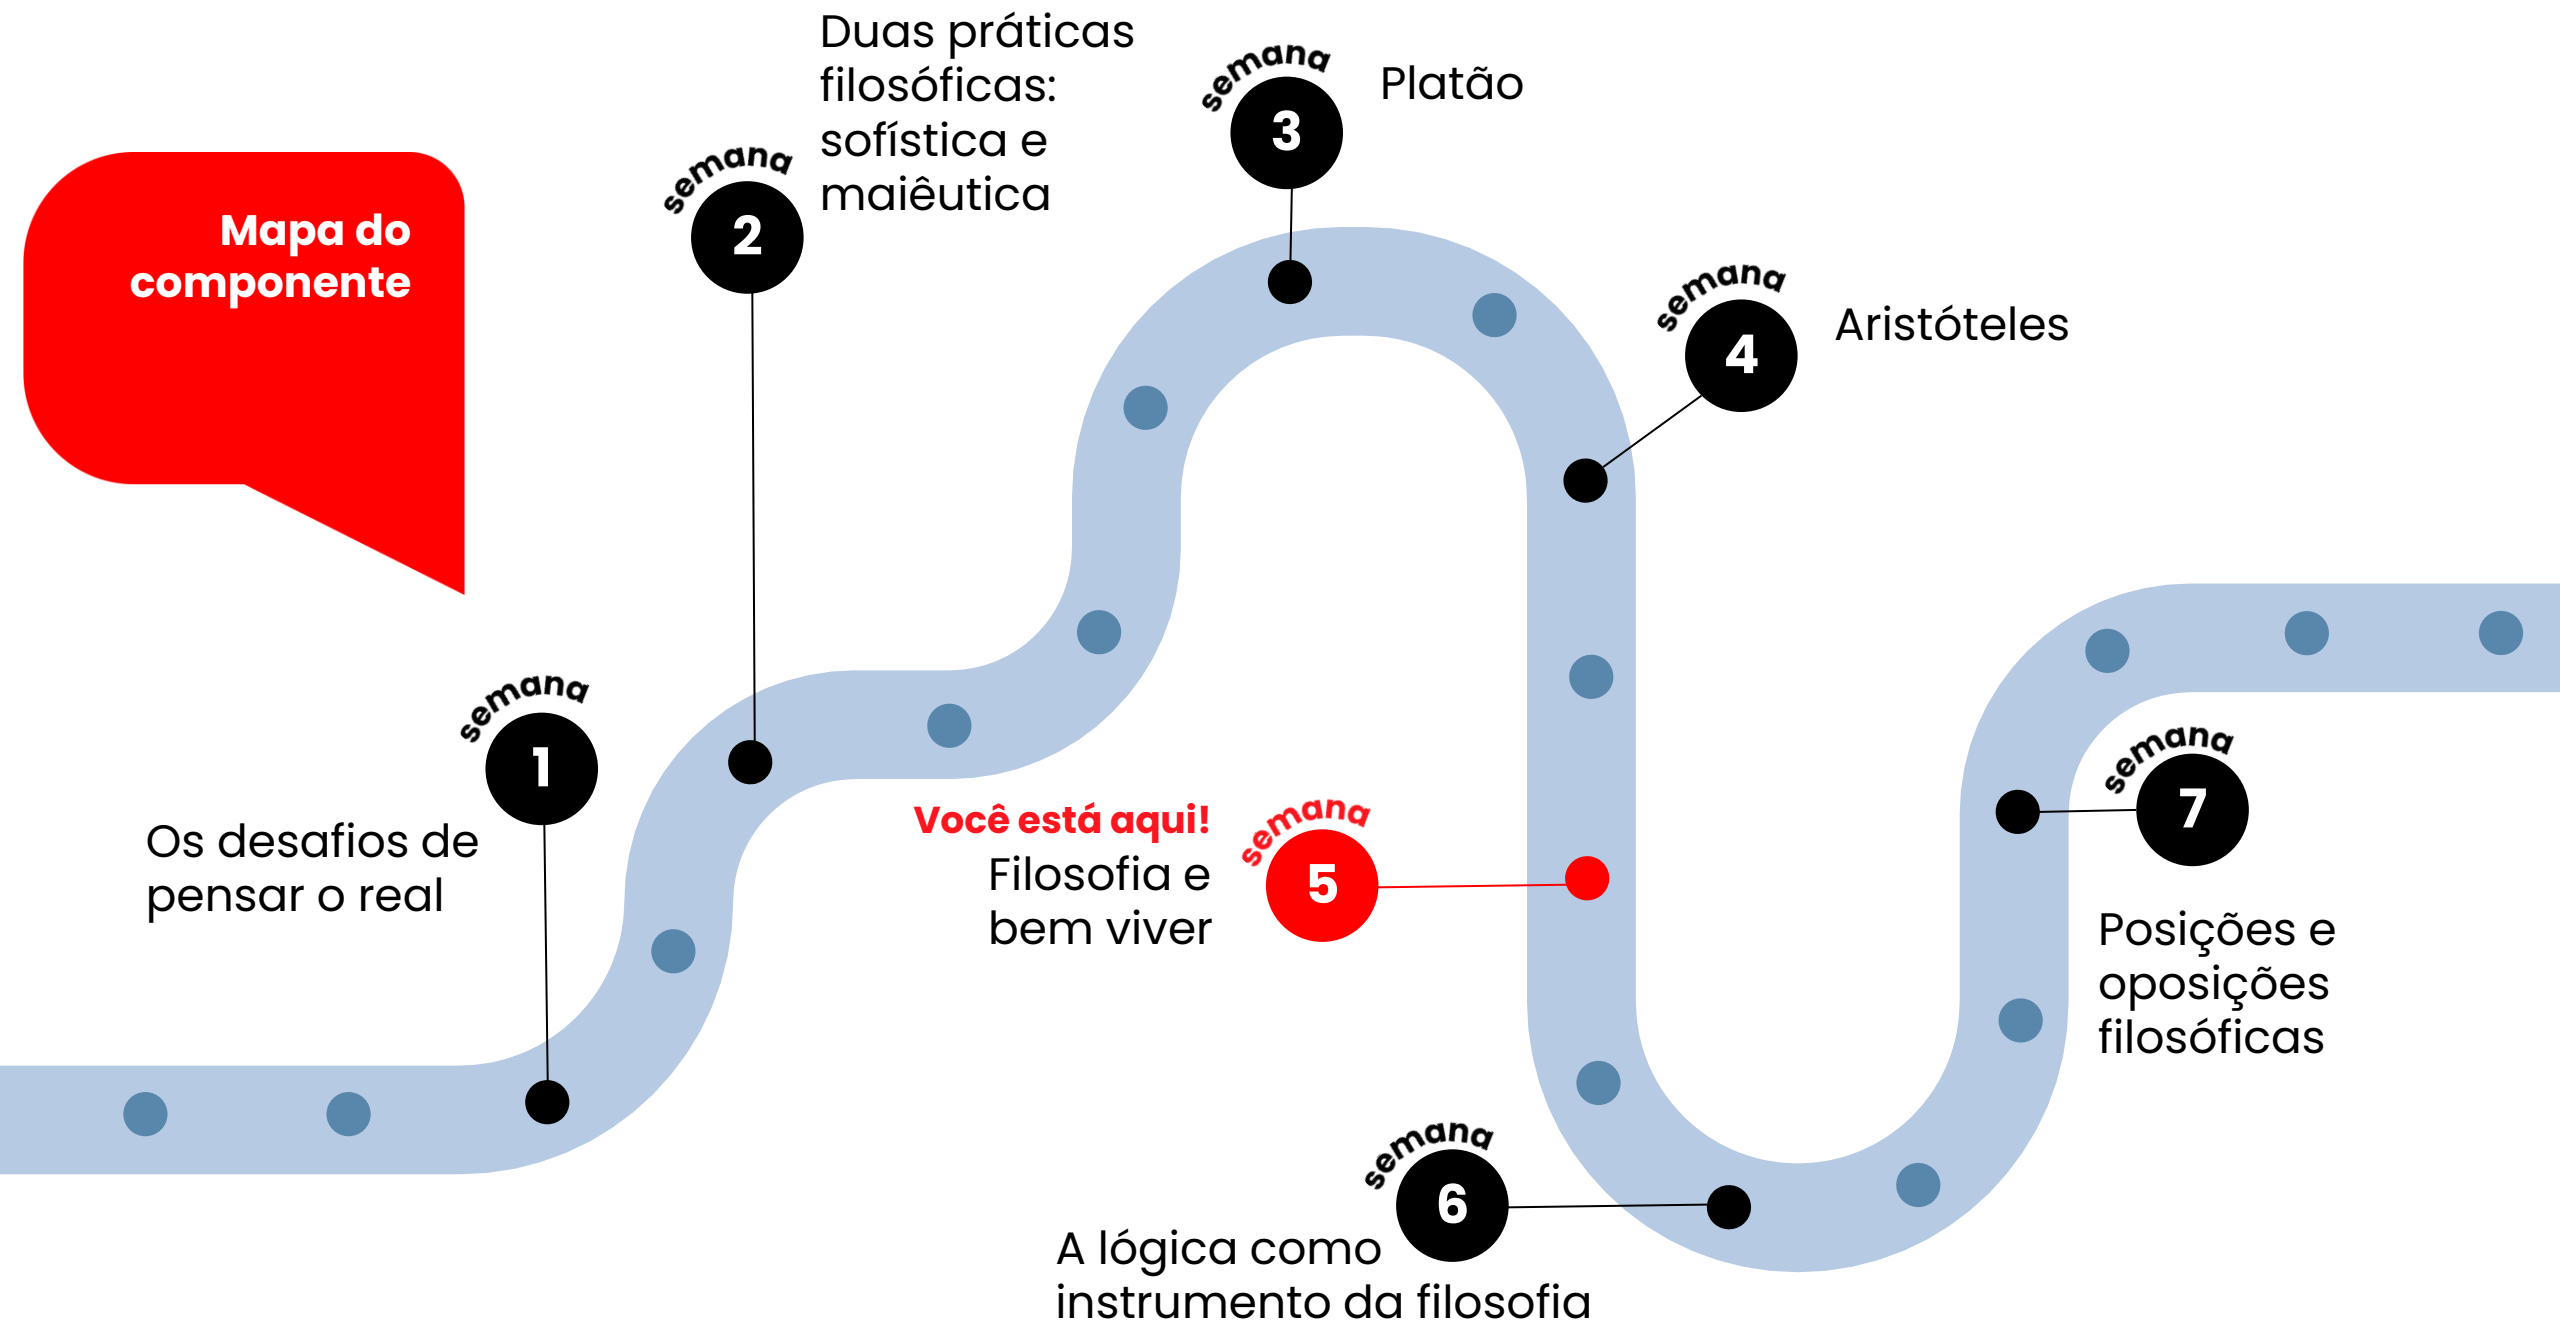 Mapa do
componente
semana
1
Os desafios de
pensar o real
semana
2
Duas práticas
filosóficas:
sofística e
maiêutica
semana
3
Platão
semana
4
Aristóteles
Você está aqui!
semana
5
Filosofia e
bem viver
semana
6
A lógica como
instrumento da filosofia
semana
7
Posições e
oposições
filosóficas